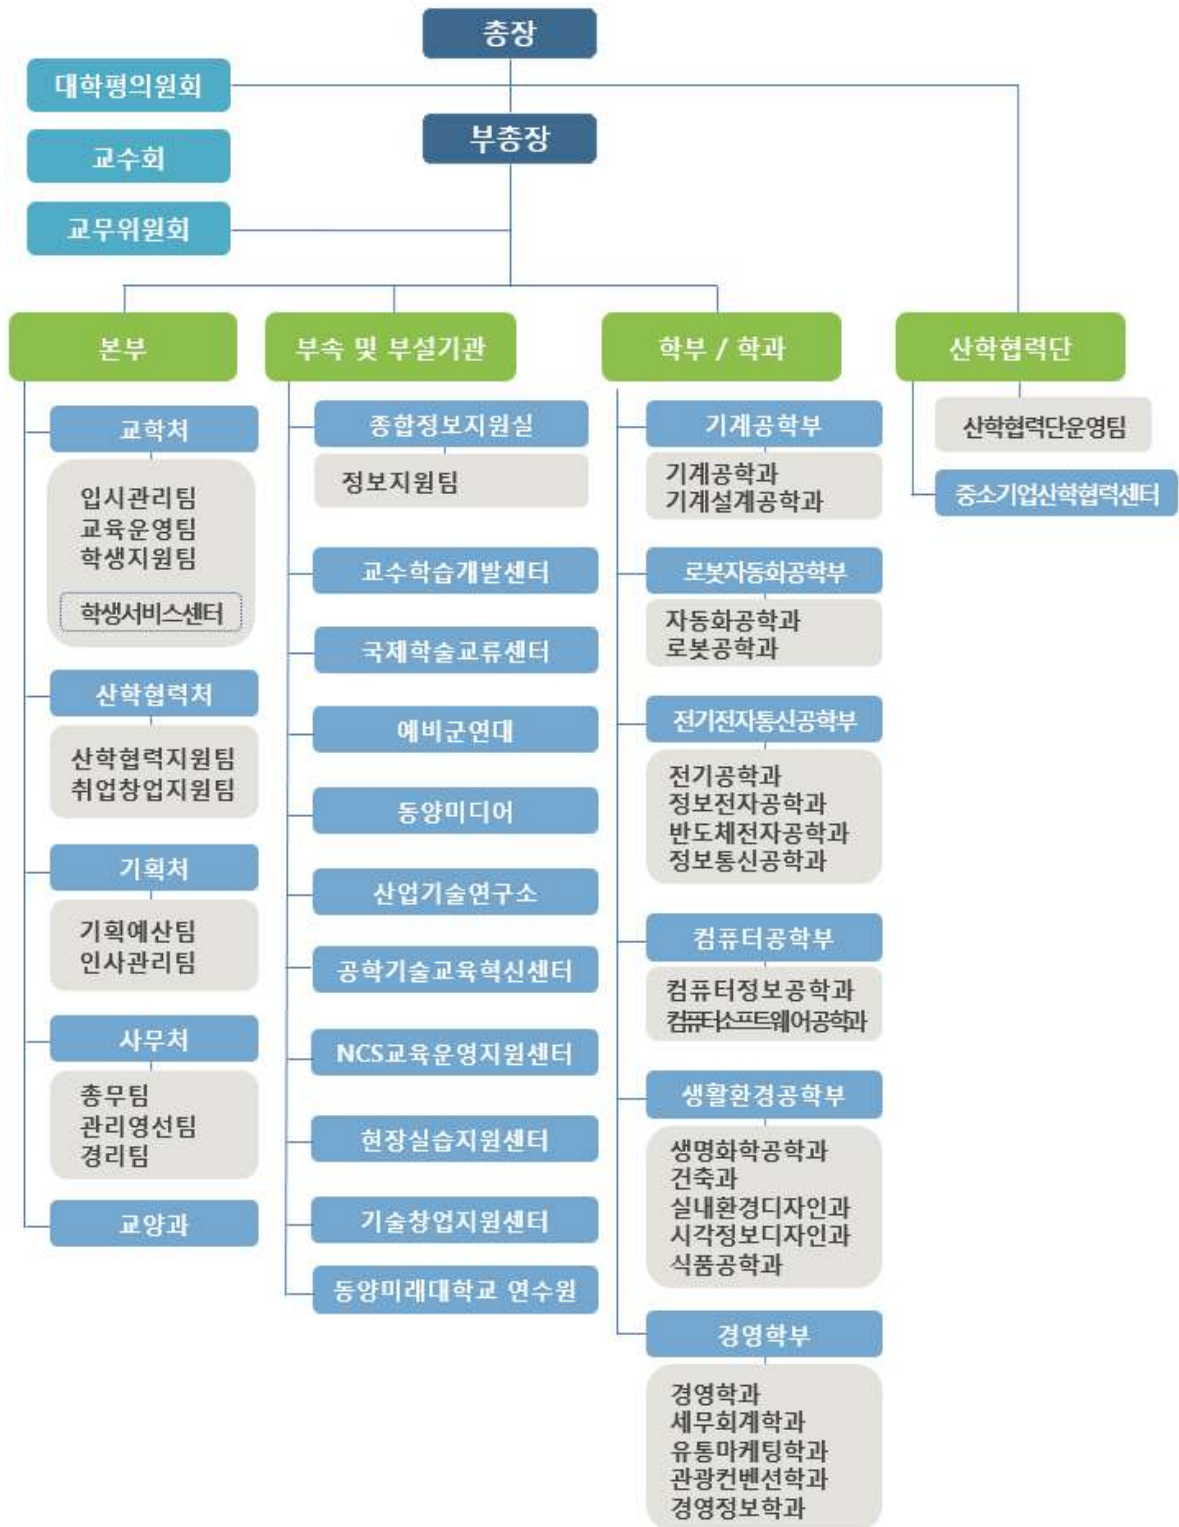 총장
대학평의원회
부총장
교수회
교무위원회
본부
교학처
입시관리팀
교육운영팀
학생지원팀
학생서비스센터
산학협력처
산학협력지원팀
취업창업지원팀
기획처
기획예산팀
인사관리팀
사무처
총무팀
관리영선팀
경리팀
교양과
부속 및 부설기관
종합정보지원실
정보지원팀
교수학습개발센터
국제학술교류센터
예비군연대
동양미디어
산업기술연구소
공학기술교육혁신센터
NCS교육운영지원센터
현장실습지원센터
기술창업지원센터
동양미래대학교 연수원
학부 / 학과
기계공학부
기계공학과
기계설계공학과
로봇자동화공학부
자동화공학과
로봇공학과
전기전자통신공학부
전기공학과
정보전자공학과
반도체전자공학과
정보통신공학과
컴퓨터공학부
컴퓨터정보공학과
컴퓨터소프트웨어공학과
생활환경공학부
생명화학공학과
건축과
실내환경디자인과
시각정보디자인과
식품공학과
경영학부
경영학과
세무회계학과
유통마케팅학과
관광컨벤션학과
경영정보학과
산학협력단
산학협력단운영팀
중소기업산학협력센터